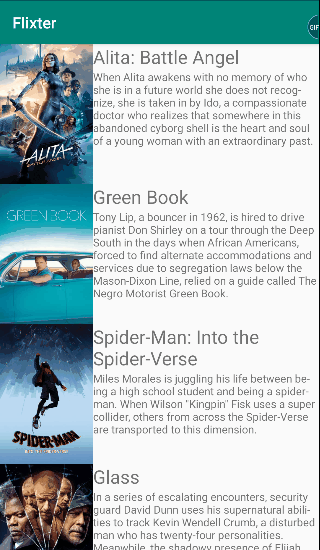 Flixter
GIF
Alita: Battle Angel
When Alita awakens with no memory of who
she is in a future world she does not recog-
nize, she is taken in by Ido, a compassionate
doctor who realizes that somewhere in this
abandoned cyborg shell is the heart and soul
of a young woman with an extraordinary past.
ALITA
BATTLE ANGEL
Green Book
GREEN BOOK
Tony Lip, a bouncer in 1962, is hired to drive
pianist Don Shirley on a tour through the Deep
South in the days when African Americans,
forced to find alternate accommodations and
services due to segregation laws below the
Mason-Dixon Line, relied on a guide called The
Negro Motorist Green Book.
Spider-Man: Into the
Spider-Verse
Miles Morales is juggling his life between be-
ing a high school student and being a spider-
man. When Wilson "Kingpin" Fisk uses a super
collider, others from across the Spider-Verse
are transported to this dimension.
SPIDER-MAN
Glass
In a series of escalating encounters, security
guard David Dunn uses his supernatural abili-
ties to track Kevin Wendell Crumb, a disturbed
man who has twenty-four personalities.
Meanwhile, the shadowy presence of Elijah